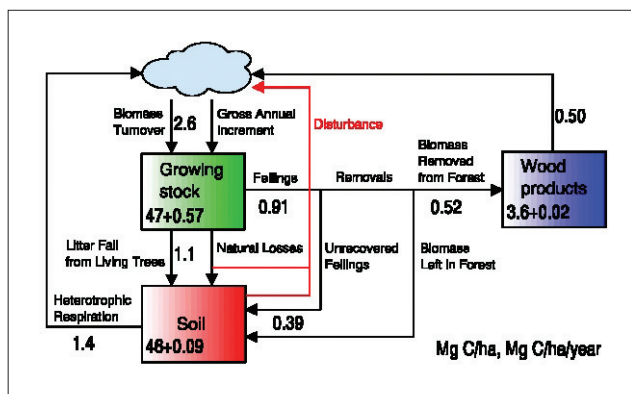 Biomass
Turnover
2.6
Gross Annual
Increment
Disturbance
0.50
Growing
stock
47+0.57
Fellings
0.91
Removals
Biomass
Removed
from Forest
0.52
Wood
products
3.6+0.02
Litter Fall
from Living Trees
1.1
Natural Losses
Unrecovered
Fellings
Biomass
Left in Forest
Heterotrophic
Respiration
1.4
Soil
46+0.09
0.39
Mg C/ha, Mg C/ha/year